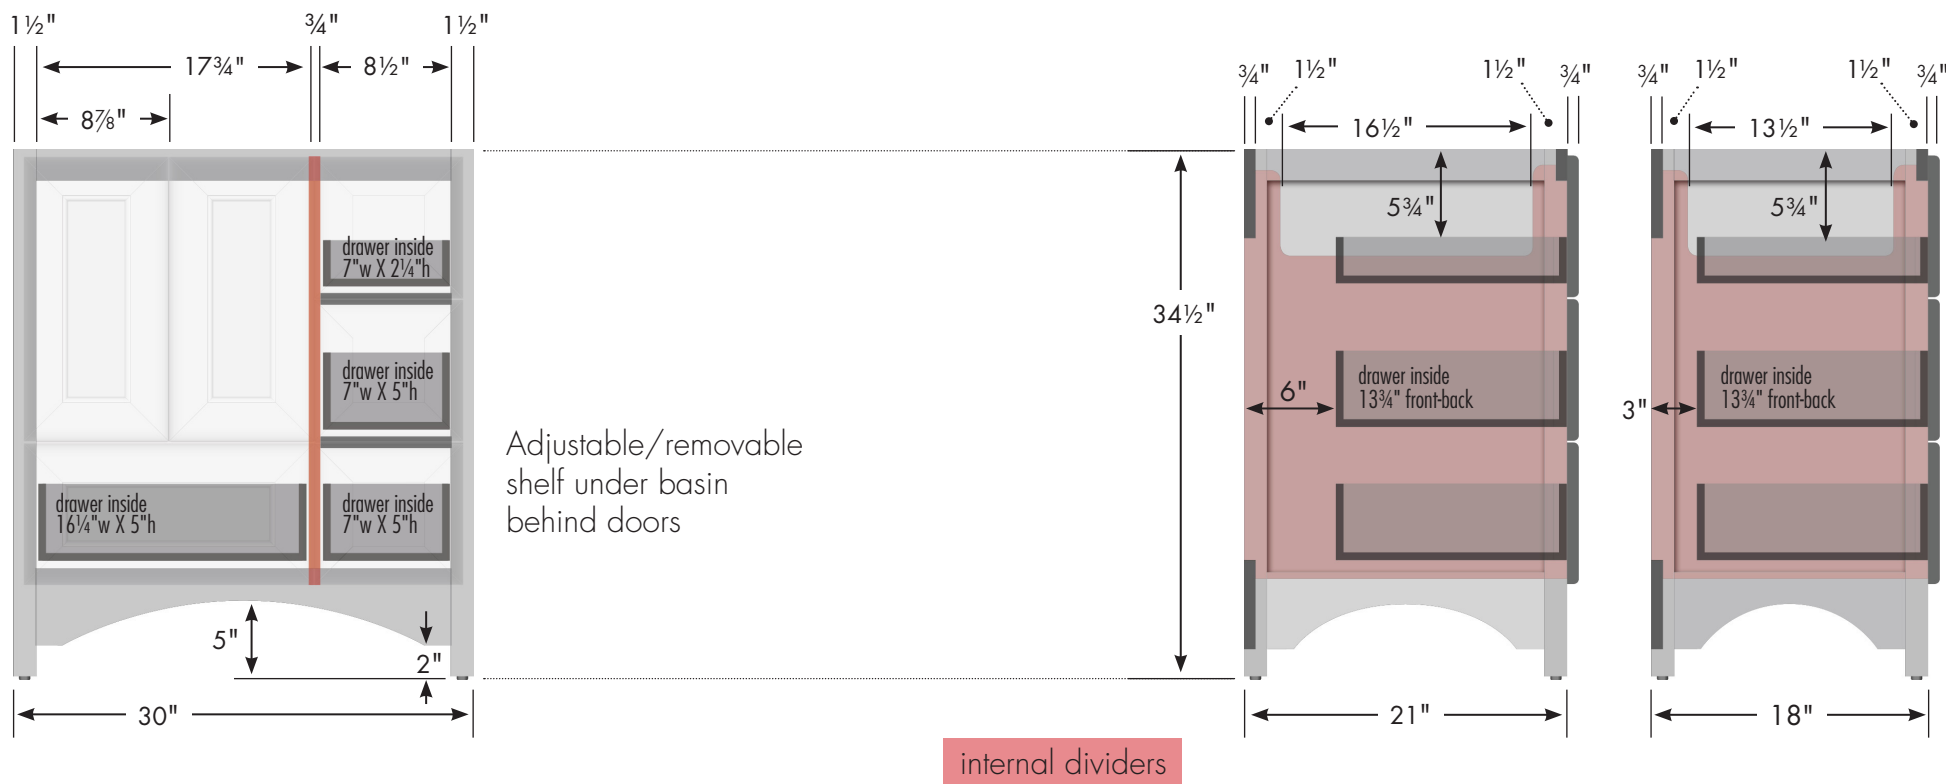 1½" ¾" 1½"
17¾" 8½"
8⅞"
drawer inside
7"w X 2¼"h
drawer inside
7"w X 5"h
drawer inside
16¼"w X 5"h
drawer inside
7"w X 5"h
5"
2"
30"
Adjustable/removable
shelf under basin
behind doors
34½"
¾" 1½" 1½" ¾"
16½"
5¾"
6"
drawer inside
13¾" front-back
21"
¾" 1½" 1½" ¾"
13½"
5¾"
3"
drawer inside
13¾" front-back
18"
internal dividers